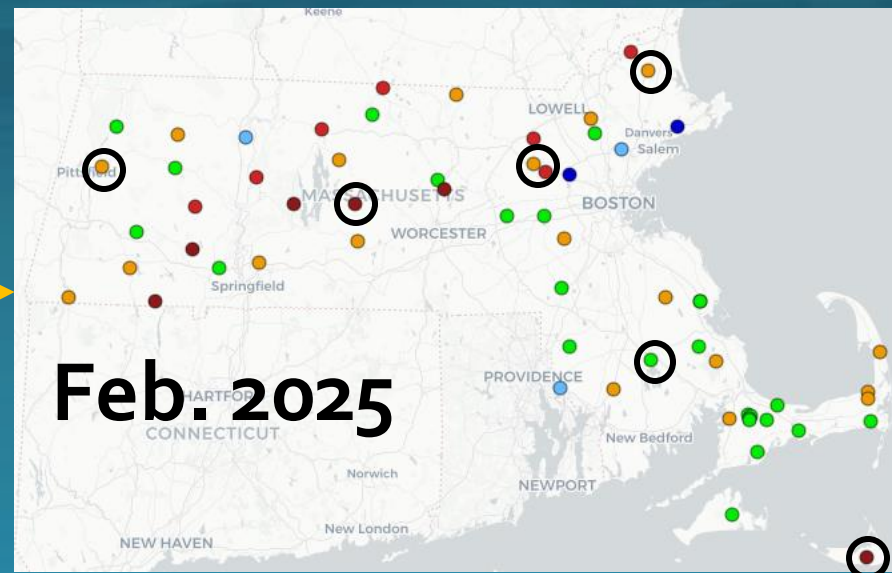 Keene
LOWELL
Danvers
Salem
Pittsfield
MASSACHUSETTS
BOSTON
WORCESTER
Springfield
PROVIDENCE
Feb. 2025
HARTFORD
CONNECTICUT
New Bedford
Norwich
NEWPORT
New London
NEW HAVEN